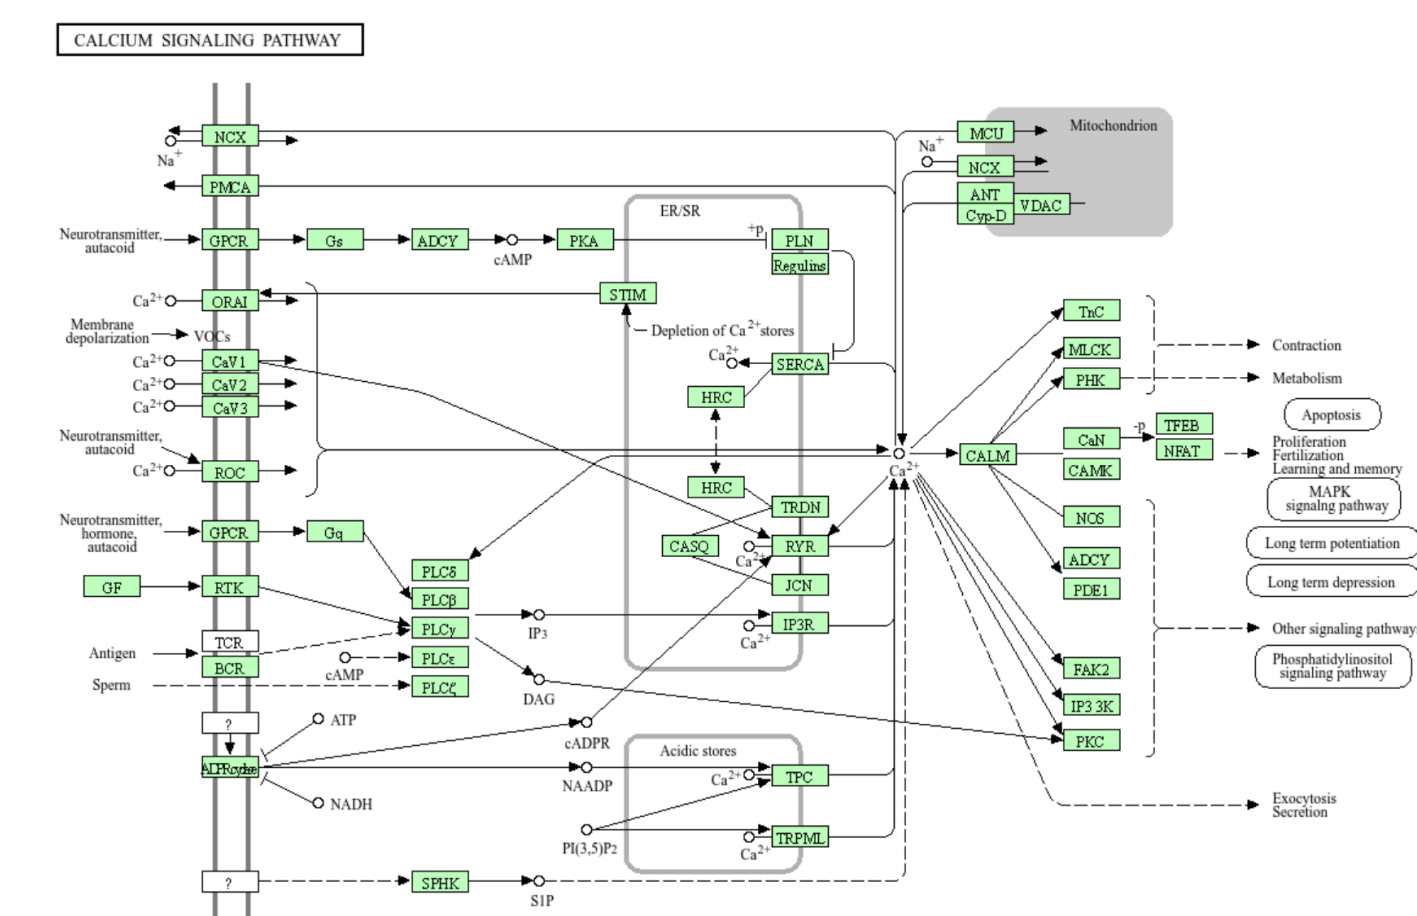 CALCIUM SIGNALING PATHWAY
NCX
Na+
PMCA
Neurotransmitter,
autacoid
GPCR
Gs
ADCY
cAMP
PKA
+p
ER/SR
PLN
Regulins
MCU
Mitochondrion
Na+
NCX
ANT
VDAC
Cyp-D
Ca2+
ORAI
STIM
Membrane
depolarization
VOCs
Depletion of Ca2+stores
Ca2+
CaV1
Ca2+
CaV2
Ca2+
CaV3
Ca2+
SERCA
HRC
Neurotransmitter,
autacoid
Ca2+
ROC
HRC
TRDN
CASQ
Ca2+
RYR
JCN
Neurotransmitter,
hormone,
autacoid
GPCR
Gq
GF
RTK
PLCδ
PLCβ
PLCγ
PLCε
PLCζ
IP3
Ca2+
IP3R
Antigen
TCR
BCR
cAMP
Sperm
DAG
?
ATP
cADPR
NAADP
NADH
Acidic stores
Ca2+
TPC
PI(3,5)P2
Ca2+
TRPML
?
SPHK
S1P
Ca2+
CALM
TnC
MLCK
PHK
CaN
-p
TFEB
NFAT
CAMK
NOS
ADCY
PDE1
FAK2
IP3 3K
PKC
Contraction
Metabolism
Apoptosis
Proliferation
Fertilization
Learning and memory
MAPK
signalng pathway
Long term potentiation
Long term depression
Other signaling pathway
Phosphatidylinositol
signaling pathway
Exocytosis
Secretion